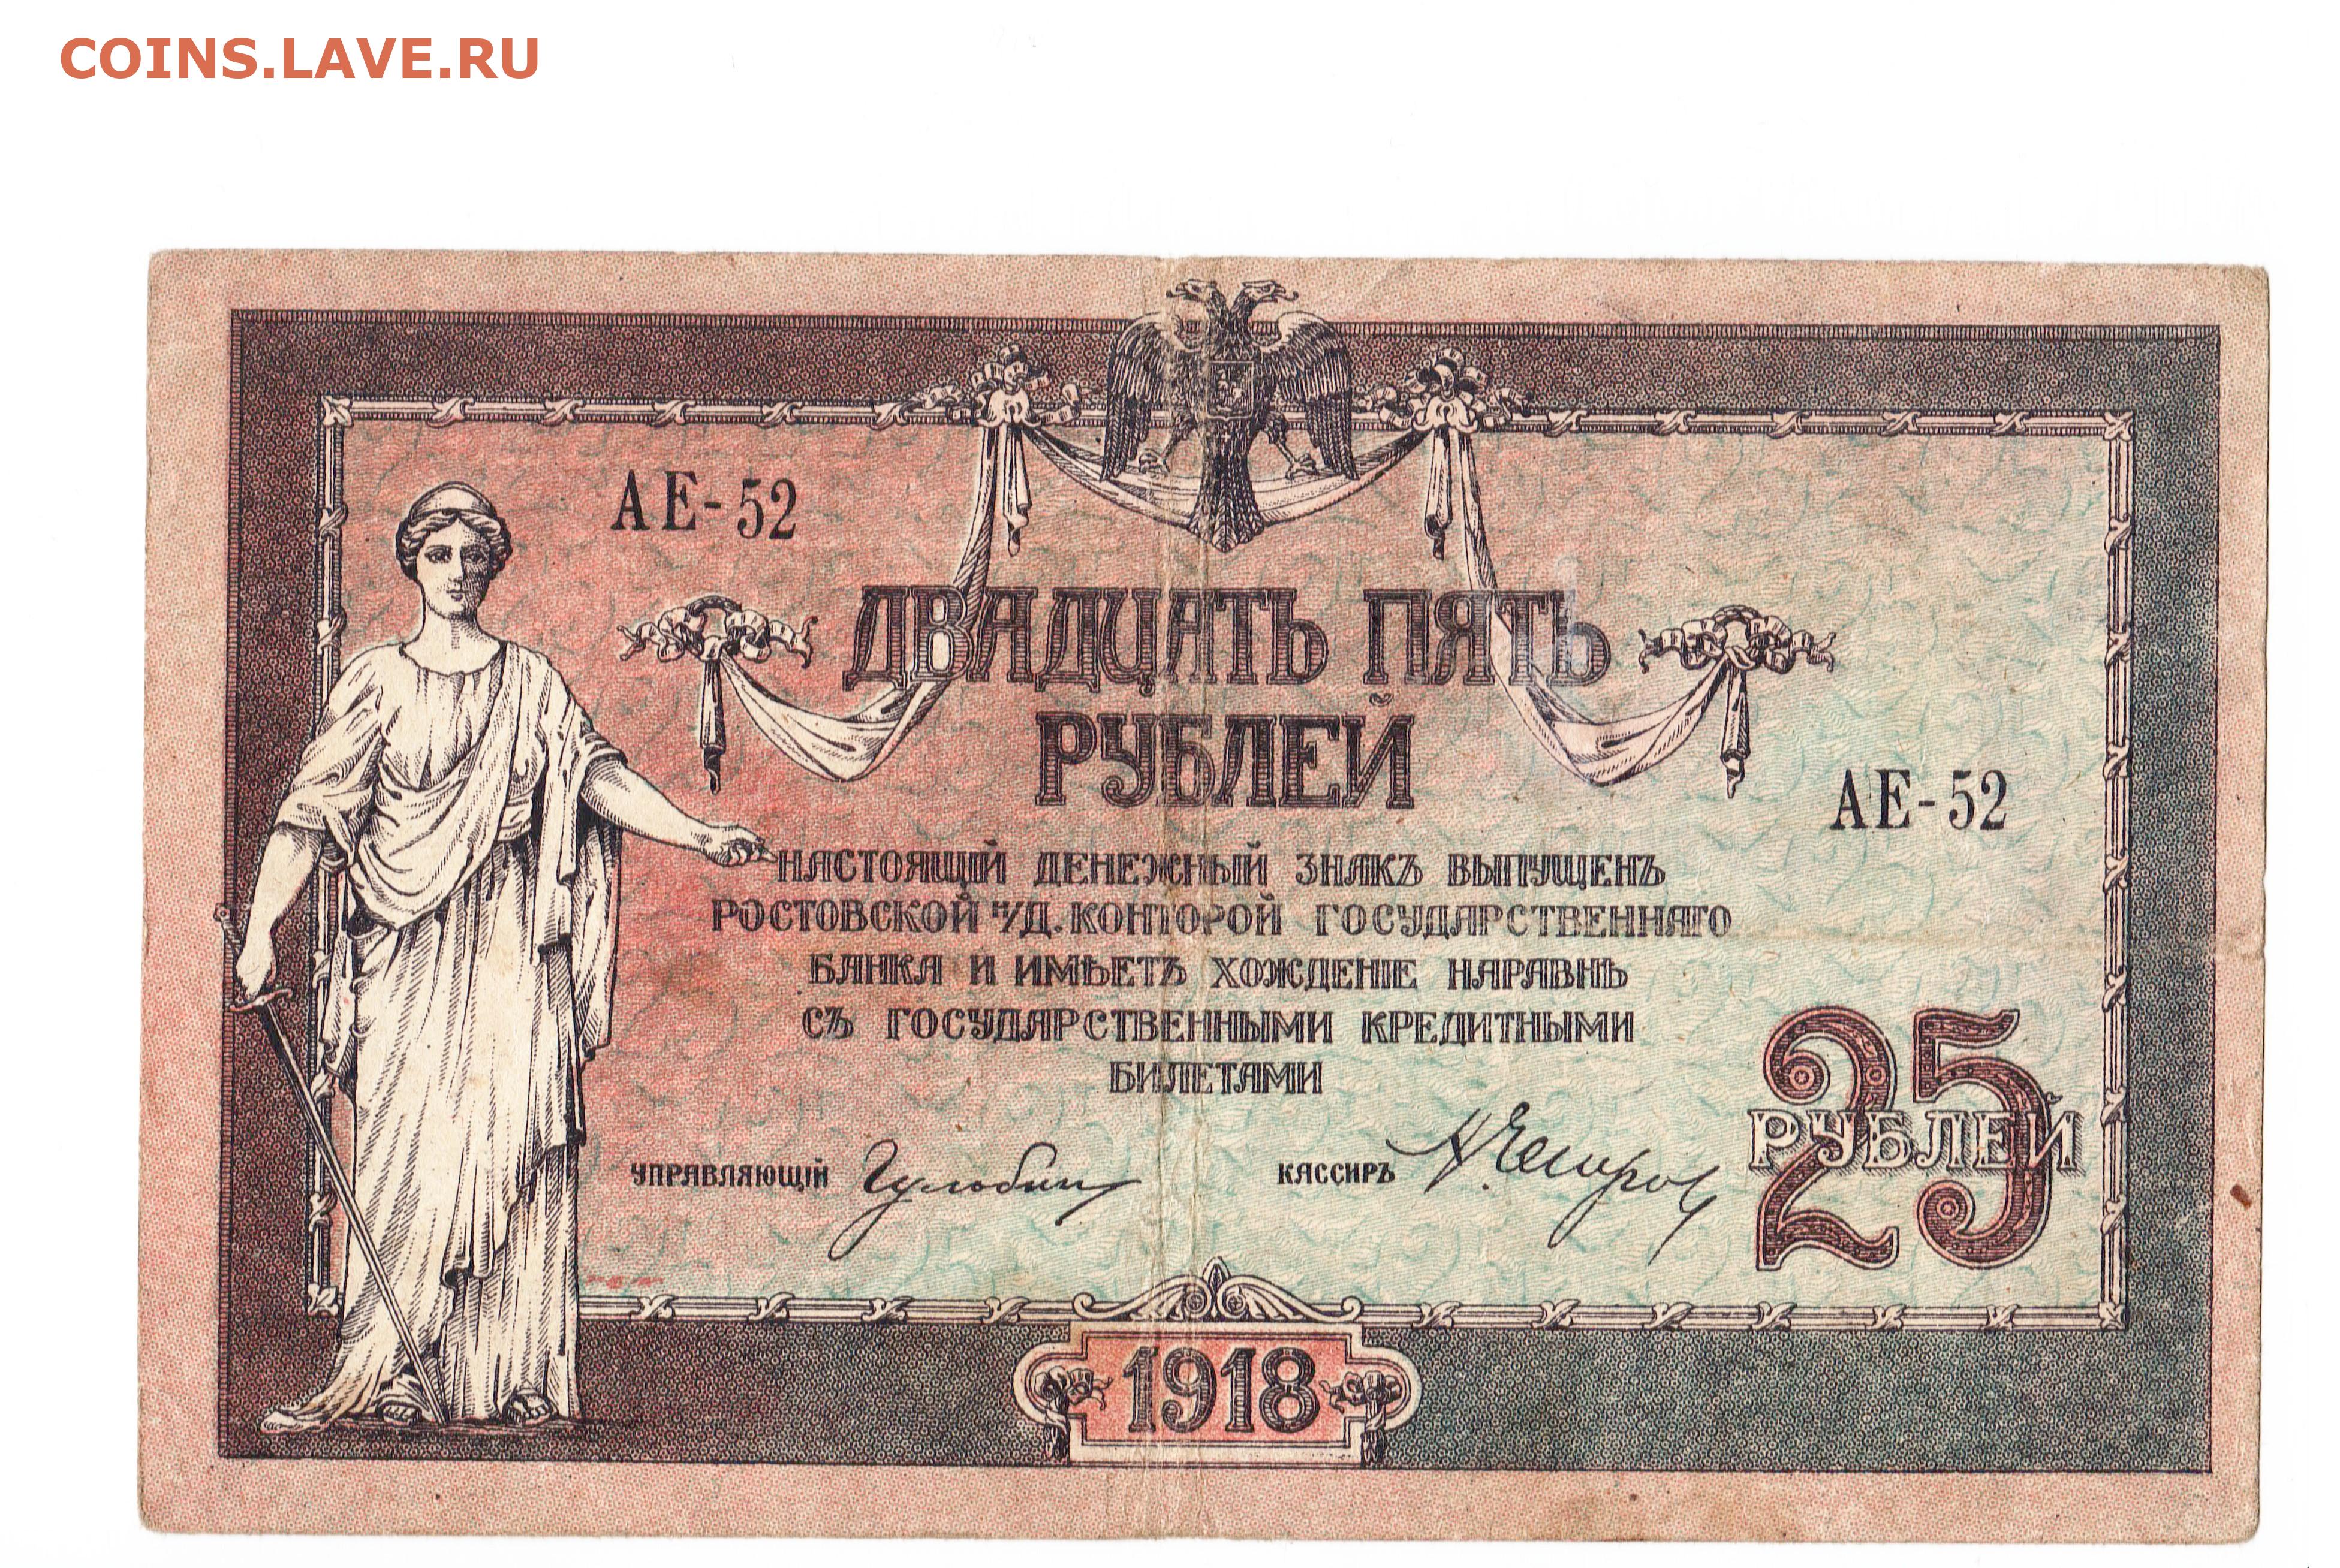 COINS.LAVE.RU
АЕ-52
ДВАДЦАТЬ ПЯТЬ
РУБЛЕЙ
АЕ-52
НАСТОЯЩІЙ ДЕНЕЖНЫЙ ЗНАКЪ ВЫПУЩЕНЪ
РОСТОВСКОЙ Н/Д. КОНТОРОЙ ГОСУДАРСТВЕННАГО
БАНКА И ИМѢЕТЪ ХОЖДЕНІЕ НАРАВНѢ
СЪ ГОСУДАРСТВЕННЫМИ КРЕДИТНЫМИ
БИЛЕТАМИ
25
РУБЛЕЙ
УПРАВЛЯЮЩІЙ КАССИРЪ
1918